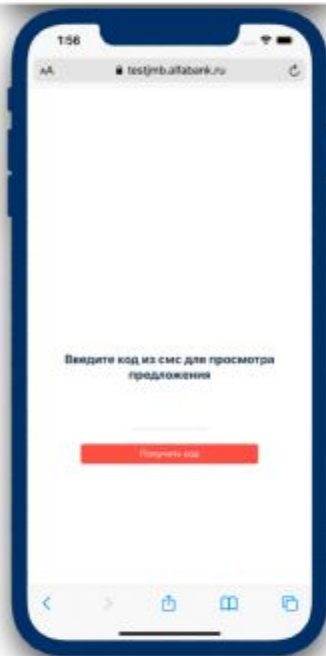 1:56
AA
testjmb.alfabank.ru
Введите код из смс для просмотра
предложения
Получить код